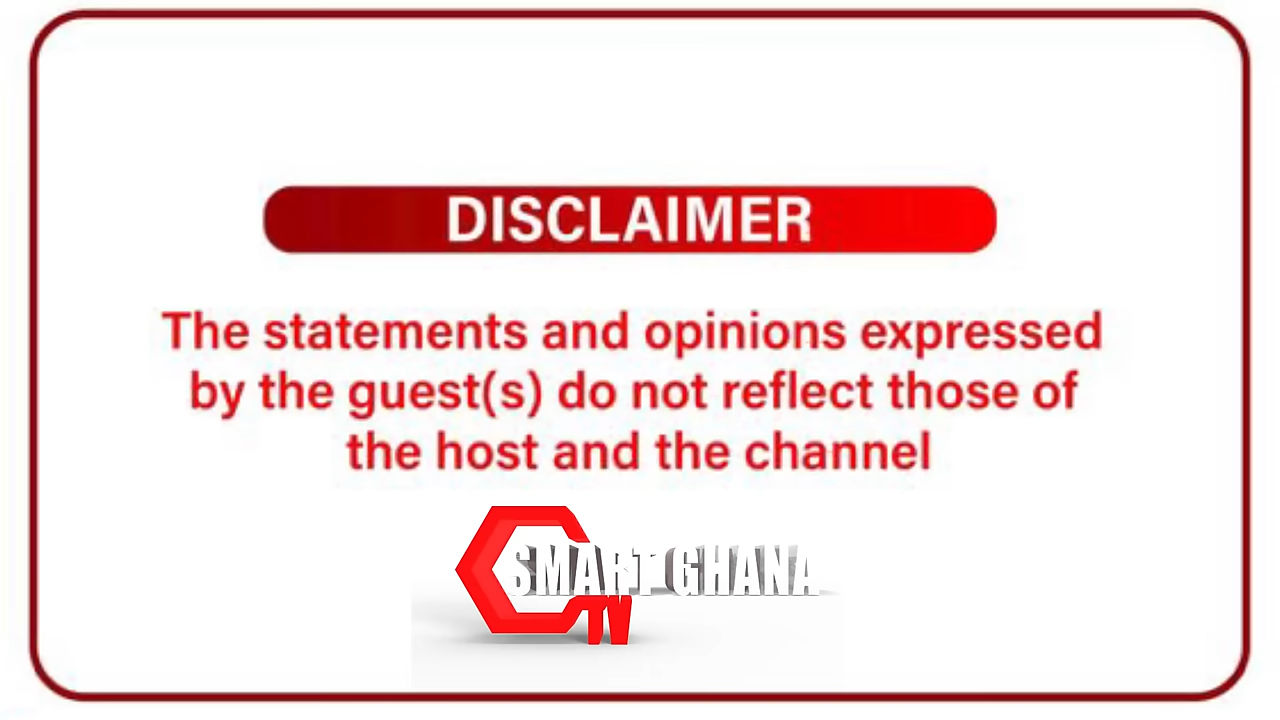 DISCLAIMER
The statements and opinions expressed
by the guest(s) do not reflect those of
the host and the channel
SMART GHANA
TV